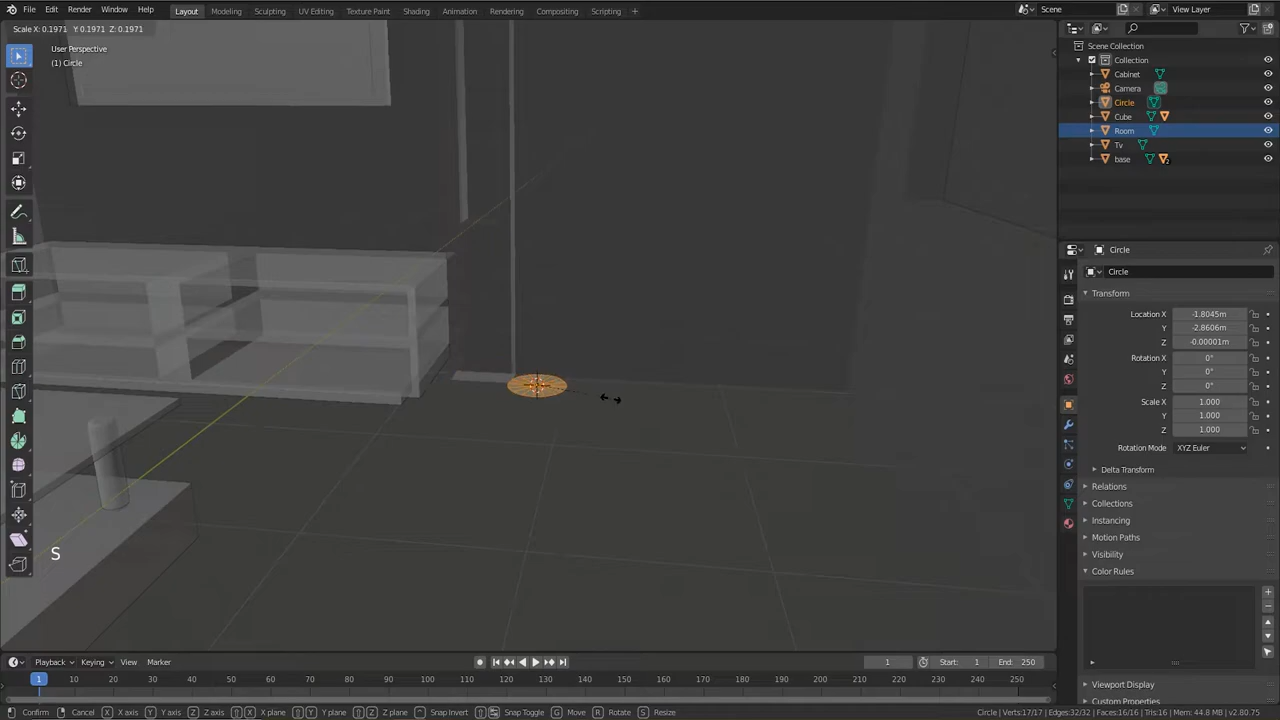 File Edit Render Window Help Layout Modeling Sculpting UV Editing Texture Paint Shading Animation Rendering Compositing Scripting + Scene View Layer
Scale X: 0.1971 Y: 0.1971 Z: 0.1971
User Perspective
(1) Circle
S
Scene Collection
Collection
Cabinet
Camera
Circle
Cube
Room
Tv
base
2
Circle
Circle
Transform
Location X -1.8045m
Y -2.8606m
Z -0.00001m
Rotation X 0°
Y 0°
Z 0°
Scale X 1.000
Y 1.000
Z 1.000
Rotation Mode XYZ Euler
Delta Transform
Relations
Collections
Instancing
Motion Paths
Visibility
Color Rules
Viewport Display
Custom Properties
Playback Keying View Marker 1 Start: 1 End: 250
1 10 20 30 40 50 60 70 80 90 100 110 120 130 140 150 160 170 180 190 200 210 220 230 240 250
Confirm Cancel X X axis Y Y axis Z Z axis X X plane Y Y plane Z Z plane Snap Invert Snap Toggle G Move R Rotate S Resize Circle | Verts:17/17 | Edges:32/32 | Faces:16/16 | Tris:16 | Mem: 44.8 MB | v2.80.75